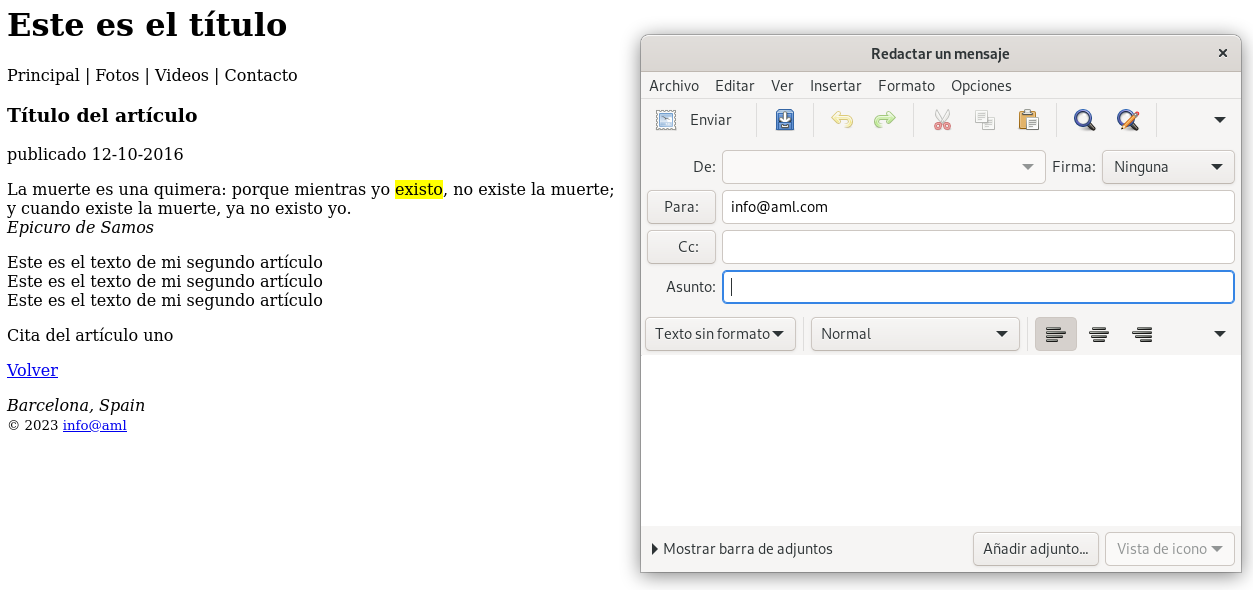 Este es el título
Principal | Fotos | Videos | Contacto
Título del artículo
publicado 12-10-2016
La muerte es una quimera: porque mientras yo existo, no existe la muerte;
y cuando existe la muerte, ya no existo yo.
Epicuro de Samos
Este es el texto de mi segundo artículo
Este es el texto de mi segundo artículo
Este es el texto de mi segundo artículo
Cita del artículo uno
Volver
Barcelona, Spain
© 2023 info@aml
Redactar un mensaje
Archivo Editar Ver Insertar Formato Opciones
Enviar
De: Firma: Ninguna
Para: info@aml.com
Cc:
Asunto:
Texto sin formato Normal
Mostrar barra de adjuntos Añadir adjunto... Vista de icono